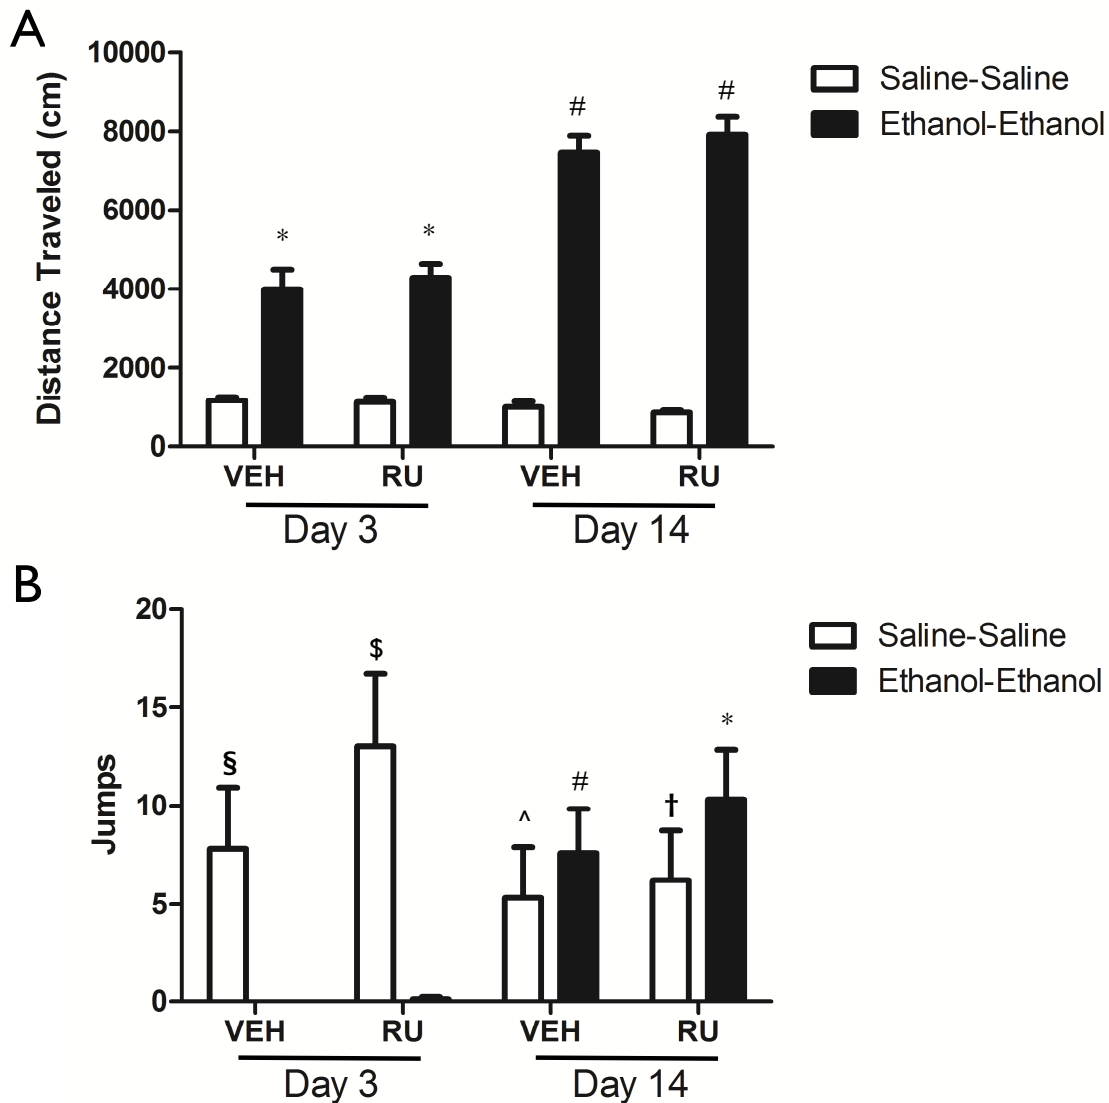 A
10000
8000
6000
4000
2000
0
Distance Traveled (cm)
* * # #
Saline-Saline
Ethanol-Ethanol
VEH RU VEH RU
Day 3 Day 14
B
20
15
10
5
0
Jumps
§ $ ^ # † *
Saline-Saline
Ethanol-Ethanol
VEH RU VEH RU
Day 3 Day 14